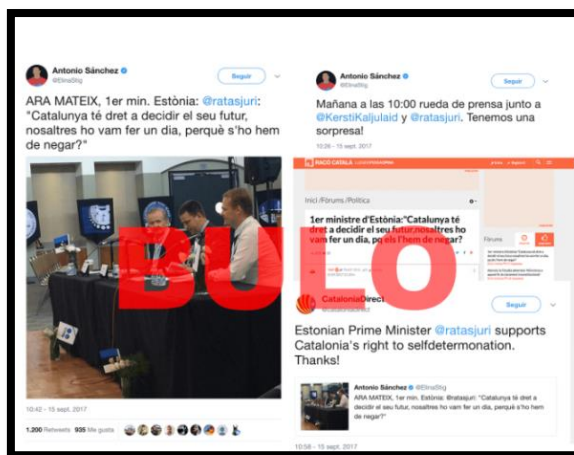 Antonio Sánchez
@ElinaStig
Seguir
ARA MATEIX, 1er min. Estònia: @ratasjuri:
"Catalunya té dret a decidir el seu futur,
nosaltres ho vam fer un dia, perquè s'ho hem
de negar?"
10:42 - 15 sept. 2017
1.200 Retweets 935 Me gusta
Antonio Sánchez
@ElinaStig
Seguir
Mañana a las 10:00 rueda de prensa junto a
@KerstiKaljulaid y @ratasjuri. Tenemos una
sorpresa!
10:26 - 15 sept. 2017
RACÓ CATALÀ
Inici /Fòrums /Política
1er ministre d'Estònia:"Catalunya té
dret a decidir el seu futur,nosaltres ho
vam fer un dia, pq els l'hem de negar?
Fòrums
BULO
CataloniaDirect
Seguir
Estonian Prime Minister @ratasjuri supports
Catalonia's right to selfdetermonation.
Thanks!
Antonio Sánchez @ElinaStig
ARA MATEIX, 1er min. Estònia: @ratasjuri: "Catalunya té dret a
decidir el seu futur, nosaltres ho vam fer un dia, perquè s'ho hem
de negar?"
10:58 - 15 sept. 2017